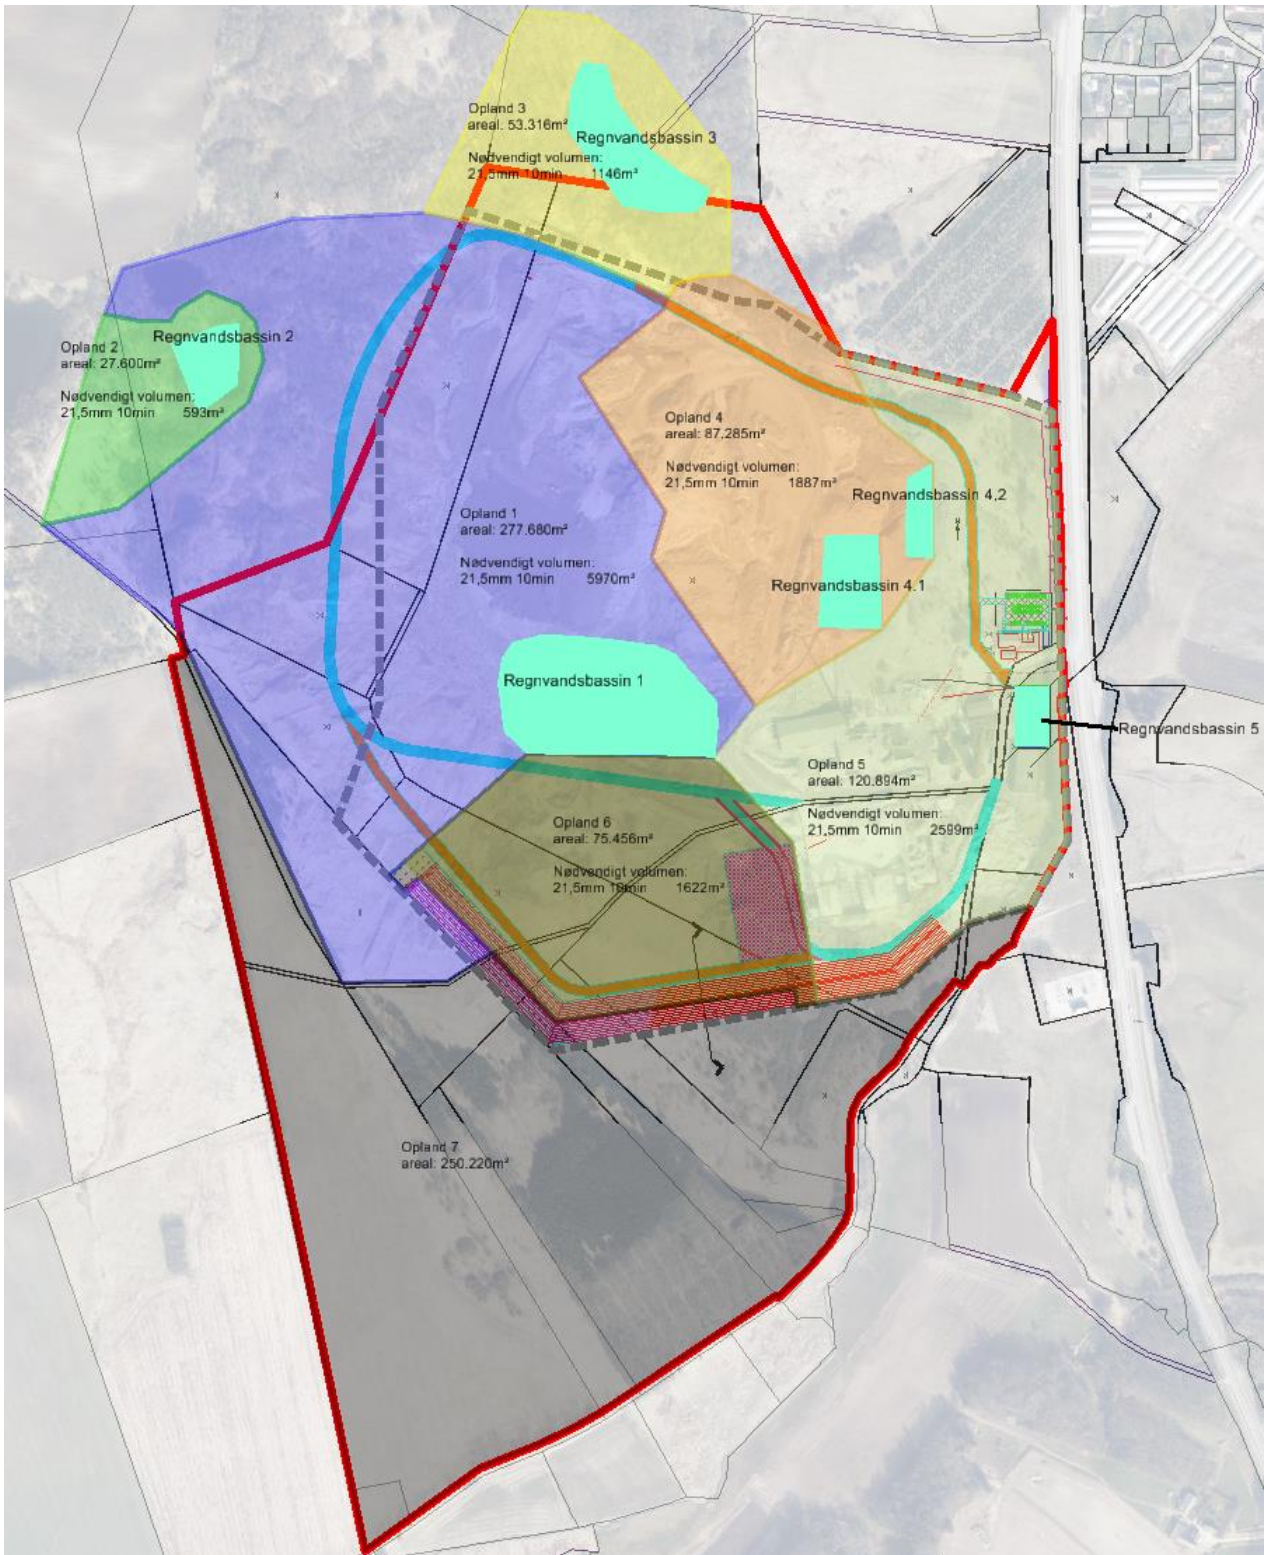 Opland 3
areal. 53.316m²
Regnvandsbassin 3
Nødvendigt volumen:
21,5mm 10min 1146m³
Regnvandsbassin 2
Opland 2
areal: 27.600m²
Nødvendigt volumen:
21,5mm 10min 593m³
Opland 4
areal: 87.285m²
Nødvendigt volumen:
21,5mm 10min 1887m³
Regnvandsbassin 4,2
Opland 1
areal: 277.680m²
Nødvendigt volumen:
21,5mm 10min 5970m³
Regnvandsbassin 4.1
Regnvandsbassin 1
Regnvandsbassin 5
Opland 5
areal: 120.894m²
Nødvendigt volumen:
21,5mm 10min 2599m³
Opland 6
areal: 75.456m²
Nødvendigt volumen:
21,5mm 10min 1622m³
Opland 7
areal: 250.220m²